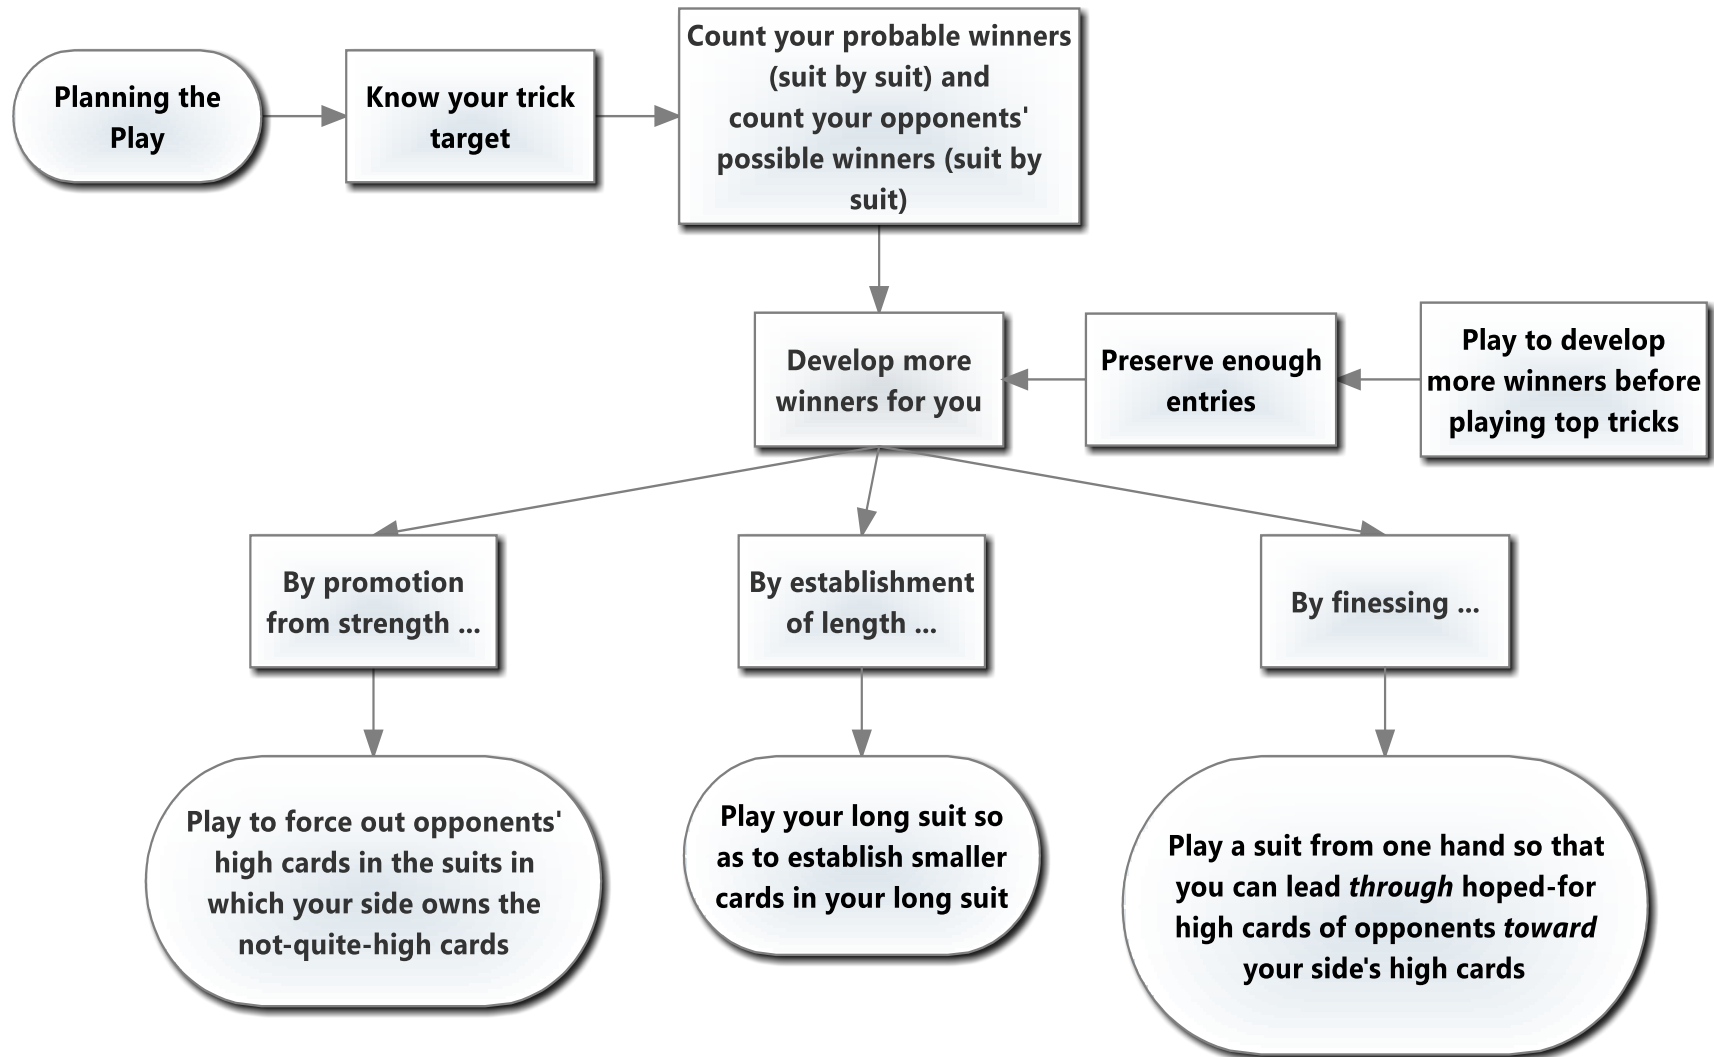 Planning the
Play
Know your trick
target
Count your probable winners
(suit by suit) and
count your opponents'
possible winners (suit by
suit)
Develop more
winners for you
Preserve enough
entries
Play to develop
more winners before
playing top tricks
By promotion
from strength ...
By establishment
of length ...
By finessing ...
Play to force out opponents'
high cards in the suits in
which your side owns the
not-quite-high cards
Play your long suit so
as to establish smaller
cards in your long suit
Play a suit from one hand so that
you can lead through hoped-for
high cards of opponents toward
your side's high cards